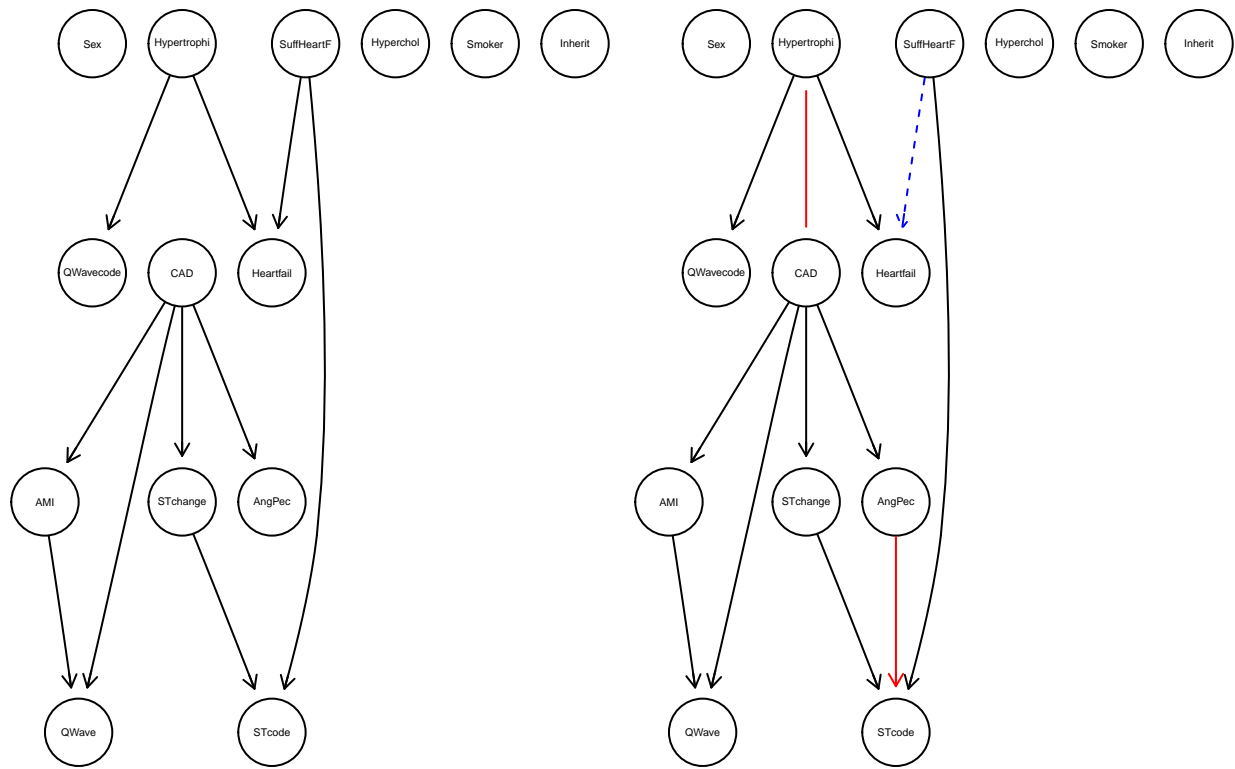 Sex Hypertrophi SuffHeartF Hyperchol Smoker Inherit Sex Hypertrophi SuffHeartF Hyperchol Smoker Inherit
QWavecode CAD Heartfail QWavecode CAD Heartfail
AMI STchange AngPec AMI STchange AngPec
QWave STcode QWave STcode